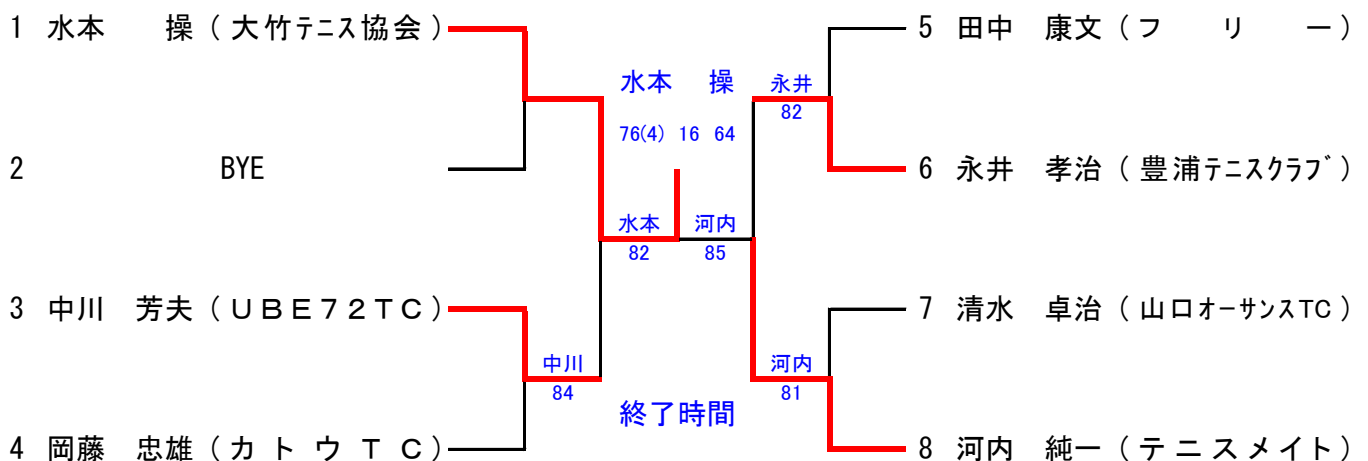 1 水本 操 ( 大竹テニス協会 )
5 田中 康文 ( フ リ ー )
水本 操
永井
82
76(4) 16 64
2 BYE
6 永井 孝治 ( 豊浦テニスクラブ )
水本 河内
82 85
3 中川 芳夫 ( UBE72TC )
7 清水 卓治 ( 山口オーサンスTC )
中川
84
河内
81
終了時間
4 岡藤 忠雄 ( カトウTC )
8 河内 純一 ( テニスメイト )